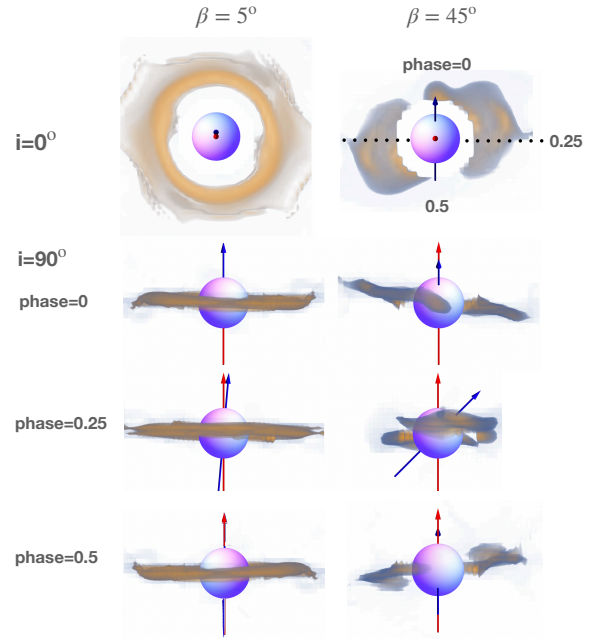 β = 5° β = 45°
phase=0
i=0° 0.25
0.5
i=90°
phase=0
phase=0.25
phase=0.5